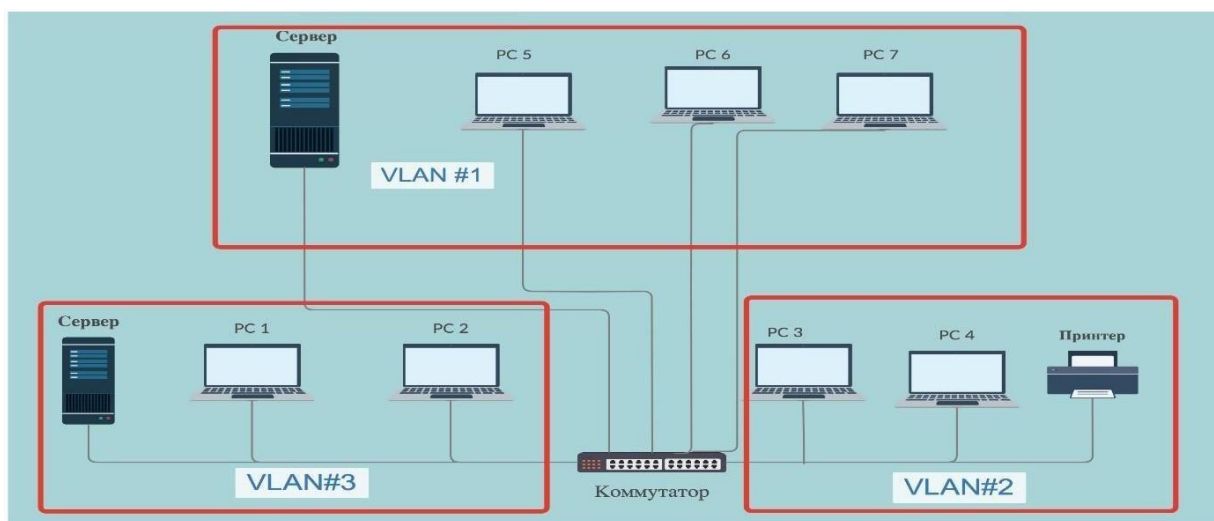 Сервер
PC 5
PC 6
PC 7
VLAN #1
Сервер
PC 1
PC 2
PC 3
PC 4
Принтер
VLAN#3
Коммутатор
VLAN#2